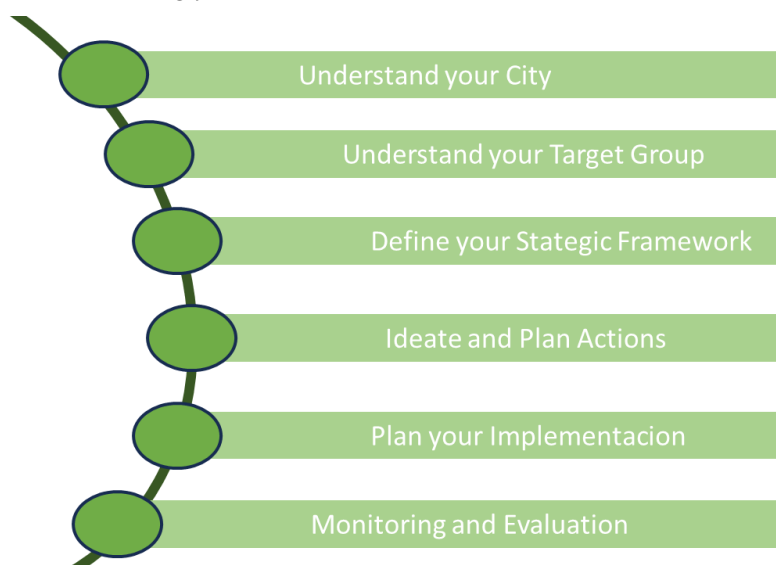 Understand your City
Understand your Target Group
Define your Stategic Framework
Ideate and Plan Actions
Plan your Implementacion
Monitoring and Evaluation